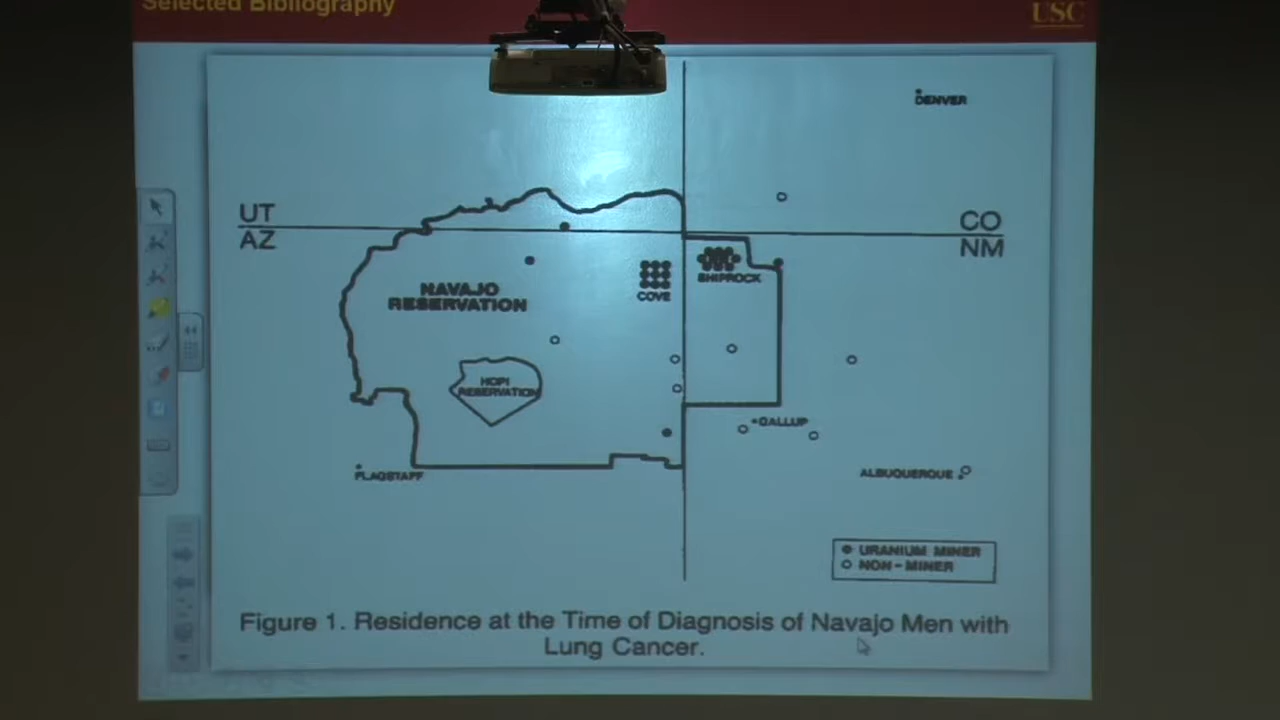 Selected Bibliography
USC
DENVER
UT
CO
AZ
NM
NAVAJO
RESERVATION
COVE
SHIPROCK
HOPI
RESERVATION
GALLUP
FLAGSTAFF
ALBUQUERQUE
URANIUM MINER
NON-MINER
Figure 1. Residence at the Time of Diagnosis of Navajo Men with
Lung Cancer.